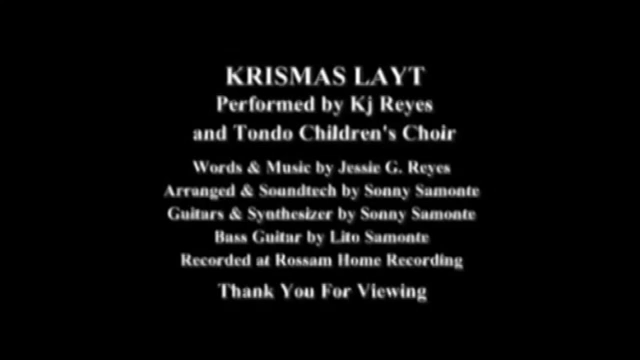 KRISMAS LAYT
Performed by Kj Reyes
and Tondo Children's Choir
Words & Music by Jessie G. Reyes
Arranged & Soundtech by Sonny Samonte
Guitars & Synthesizer by Sonny Samonte
Bass Guitar by Lito Samonte
Recorded at Rossam Home Recording
Thank You For Viewing